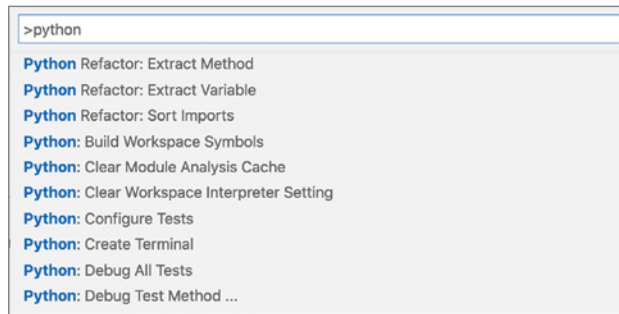 >python
Python Refactor: Extract Method
Python Refactor: Extract Variable
Python Refactor: Sort Imports
Python: Build Workspace Symbols
Python: Clear Module Analysis Cache
Python: Clear Workspace Interpreter Setting
Python: Configure Tests
Python: Create Terminal
Python: Debug All Tests
Python: Debug Test Method ...